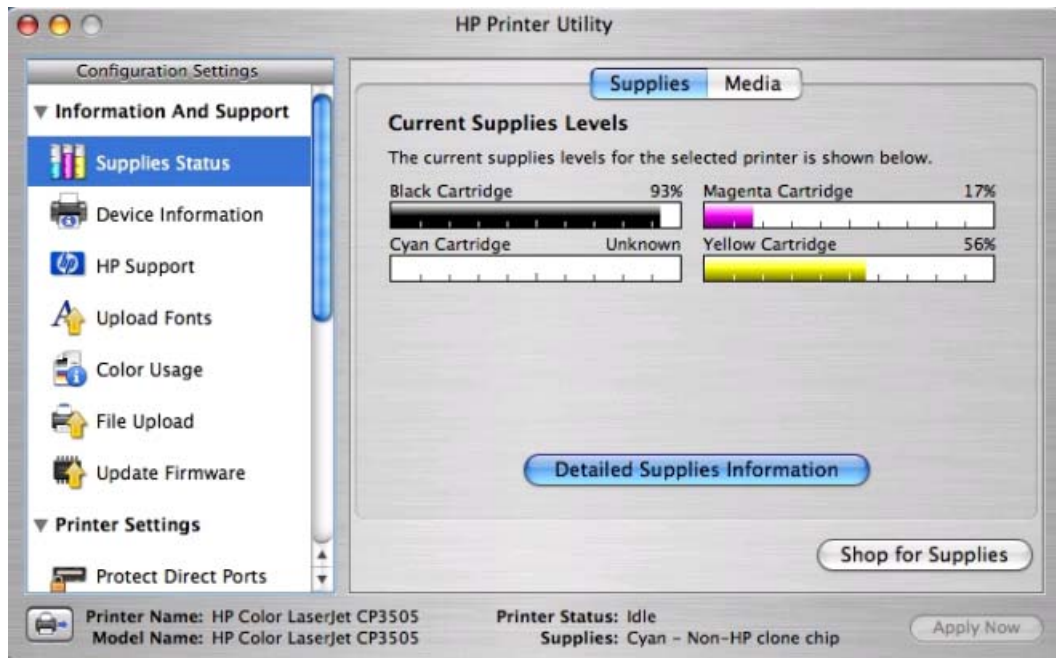 HP Printer Utility
Configuration Settings
Information And Support
Supplies Status
Device Information
HP Support
Upload Fonts
Color Usage
File Upload
Update Firmware
Printer Settings
Protect Direct Ports
Supplies Media
Current Supplies Levels
The current supplies levels for the selected printer is shown below.
Black Cartridge 93% Magenta Cartridge 17%
Cyan Cartridge Unknown Yellow Cartridge 56%
Detailed Supplies Information
Shop for Supplies
Printer Name: HP Color LaserJet CP3505 Printer Status: Idle
Model Name: HP Color LaserJet CP3505 Supplies: Cyan – Non-HP clone chip
Apply Now